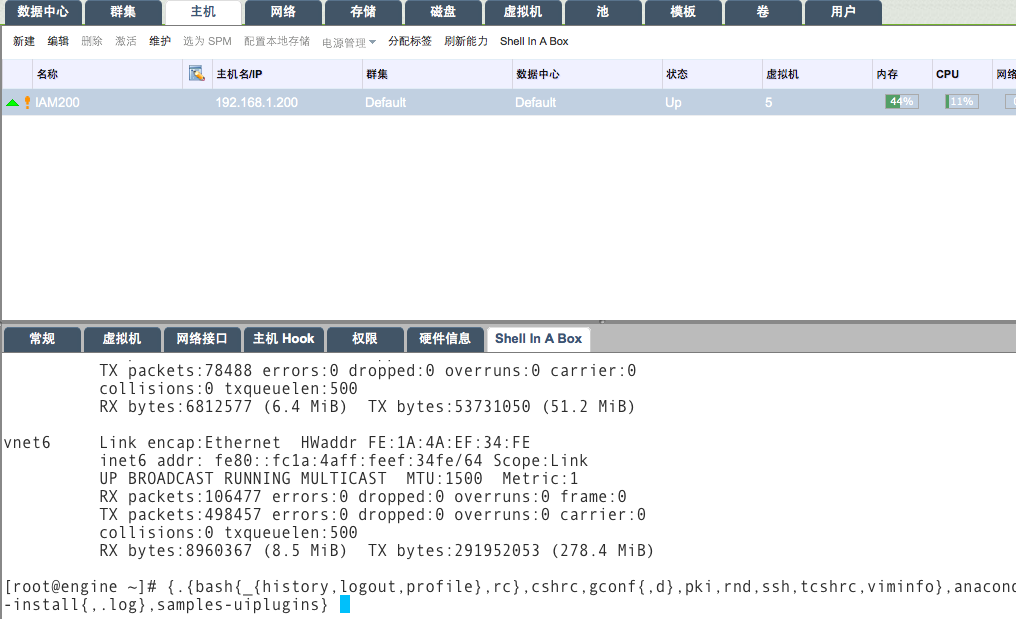 数据中心 群集 主机 网络 存储 磁盘 虚拟机 池 模板 卷 用户
新建 编辑 删除 激活 维护 选为 SPM 配置本地存储 电源管理 分配标签 刷新能力 Shell In A Box
名称 主机名/IP 群集 数据中心 状态 虚拟机 内存 CPU 网络
IAM200 192.168.1.200 Default Default Up 5 44% 11%
常规 虚拟机 网络接口 主机 Hook 权限 硬件信息 Shell In A Box
TX packets:78488 errors:0 dropped:0 overruns:0 carrier:0
collisions:0 txqueuelen:500
RX bytes:6812577 (6.4 MiB)  TX bytes:53731050 (51.2 MiB)
vnet6 Link encap:Ethernet  HWaddr FE:1A:4A:EF:34:FE
inet6 addr: fe80::fc1a:4aff:feef:34fe/64 Scope:Link
UP BROADCAST RUNNING MULTICAST  MTU:1500  Metric:1
RX packets:106477 errors:0 dropped:0 overruns:0 frame:0
TX packets:498457 errors:0 dropped:0 overruns:0 carrier:0
collisions:0 txqueuelen:500
RX bytes:8960367 (8.5 MiB)  TX bytes:291952053 (278.4 MiB)
[root@engine ~]# {.{bash{_{history,logout,profile},rc},cshrc,gconf{,d},pki,rnd,ssh,tcshrc,viminfo},anacond
-install{,.log},samples-uiplugins}